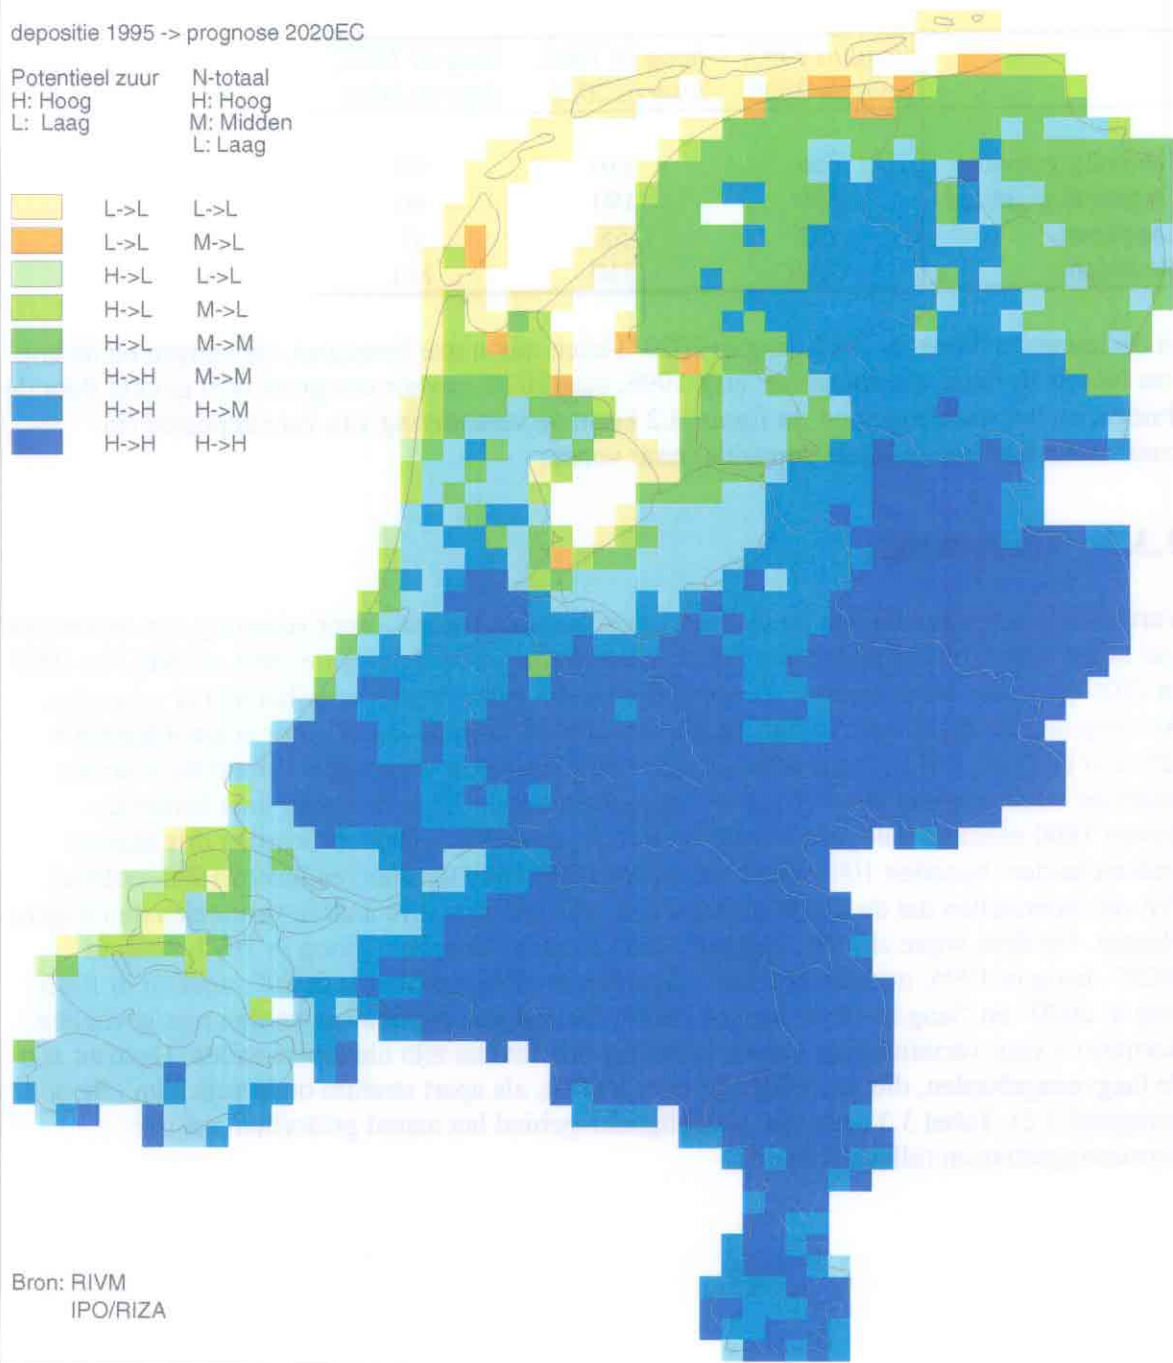 depositie 1995 -> prognose 2020EC
Potentieel zuur N-totaal
H: Hoog H: Hoog
L: Laag M: Midden
L: Laag
L->L L->L
L->L M->L
H->L L->L
H->L M->L
H->L M->M
H->H M->M
H->H H->M
H->H H->H
Bron: RIVM
IPO/RIZA